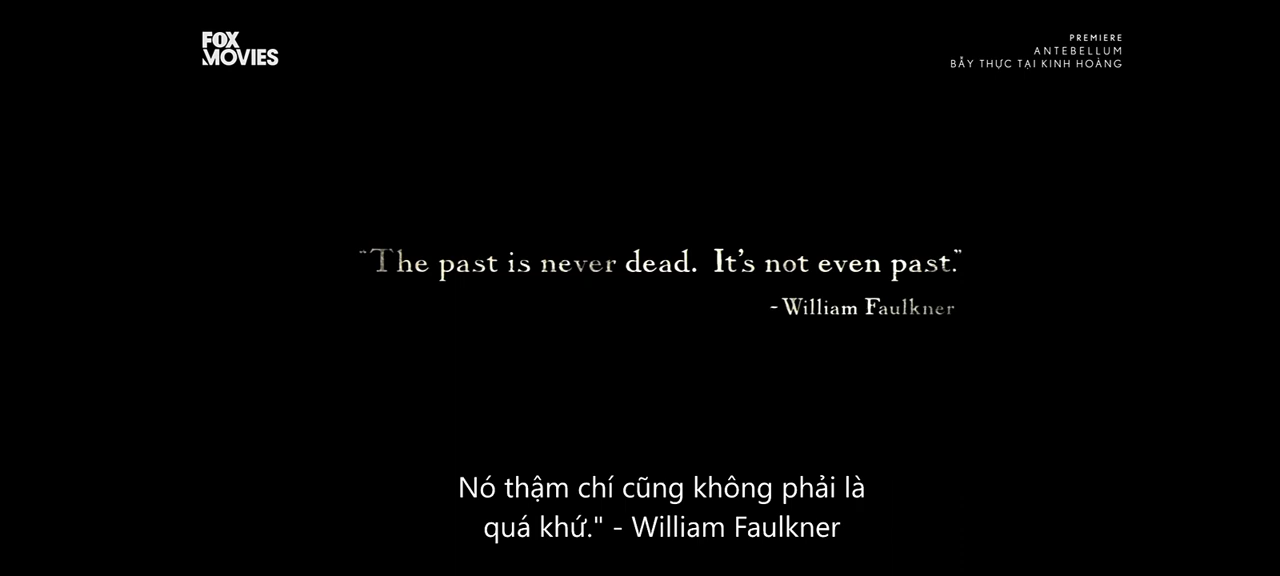 FOX
MOVIES
PREMIERE
ANTEBELLUM
BẪY THỰC TẠI KINH HOÀNG
"The past is never dead. It's not even past."
-William Faulkner
Nó thậm chí cũng không phải là
quá khứ." - William Faulkner